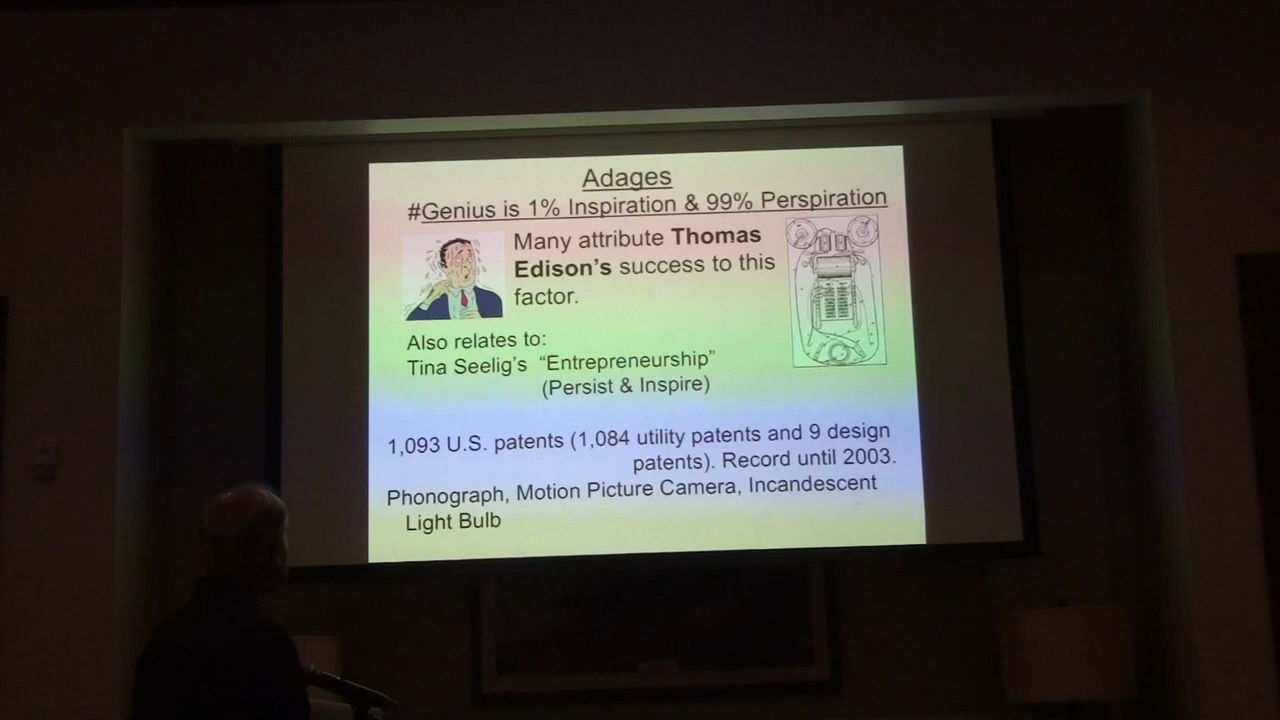 Adages
#Genius is 1% Inspiration & 99% Perspiration
Many attribute Thomas
Edison's success to this
factor.
Also relates to:
Tina Seelig's "Entrepreneurship"
(Persist & Inspire)
1,093 U.S. patents (1,084 utility patents and 9 design
patents). Record until 2003.
Phonograph, Motion Picture Camera, Incandescent
Light Bulb